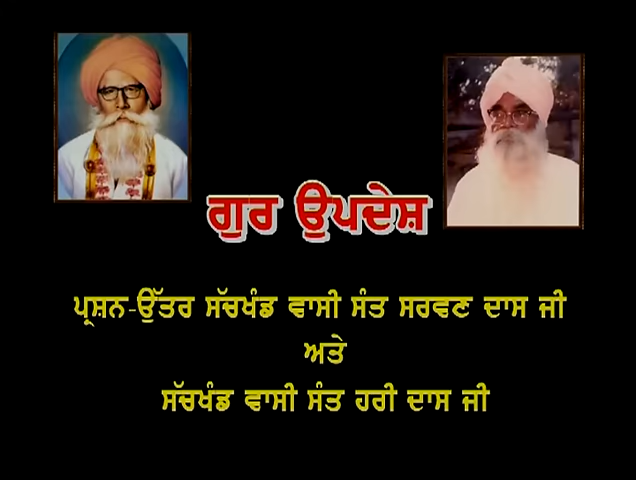 ਗੁਰ ਉਪਦੇਸ਼
ਪ੍ਰਸ਼ਨ-ਉੱਤਰ ਸੱਚਖੰਡ ਵਾਸੀ ਸੰਤ ਸਰਵਣ ਦਾਸ ਜੀ
ਅਤੇ
ਸੱਚਖੰਡ ਵਾਸੀ ਸੰਤ ਹਰੀ ਦਾਸ ਜੀ